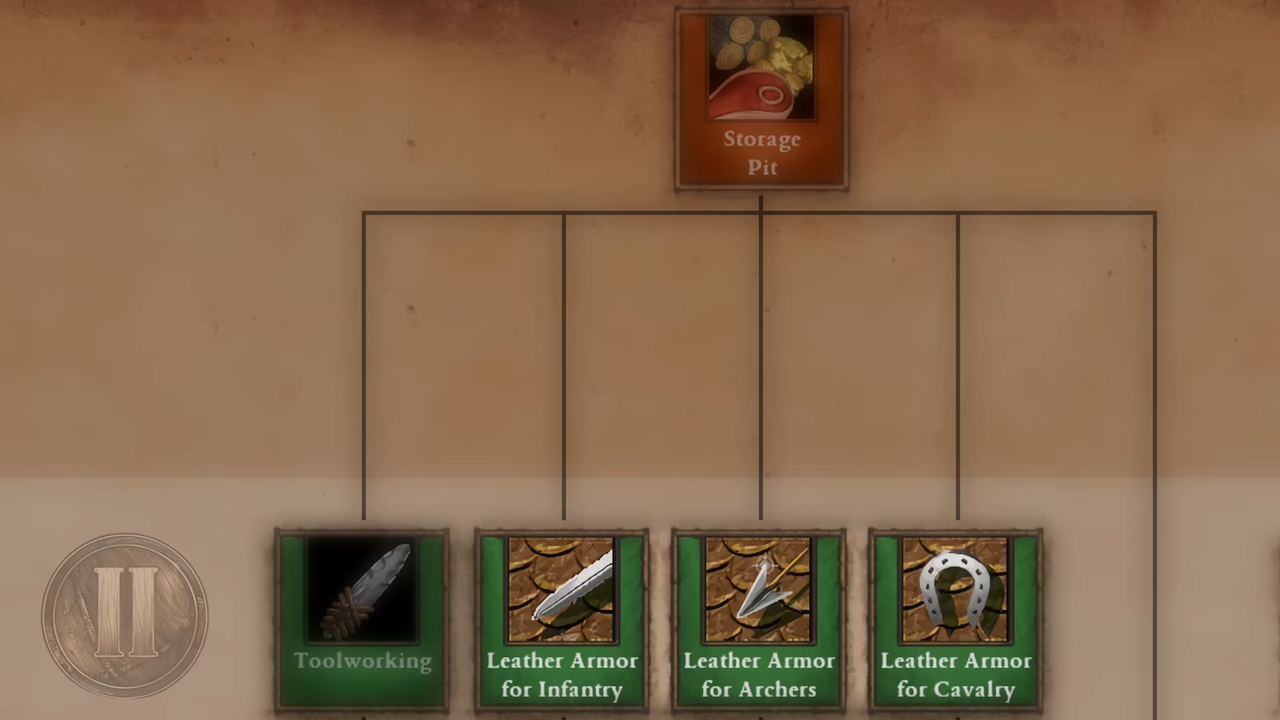 Storage
Pit
II
Toolworking
Leather Armor
for Infantry
Leather Armor
for Archers
Leather Armor
for Cavalry